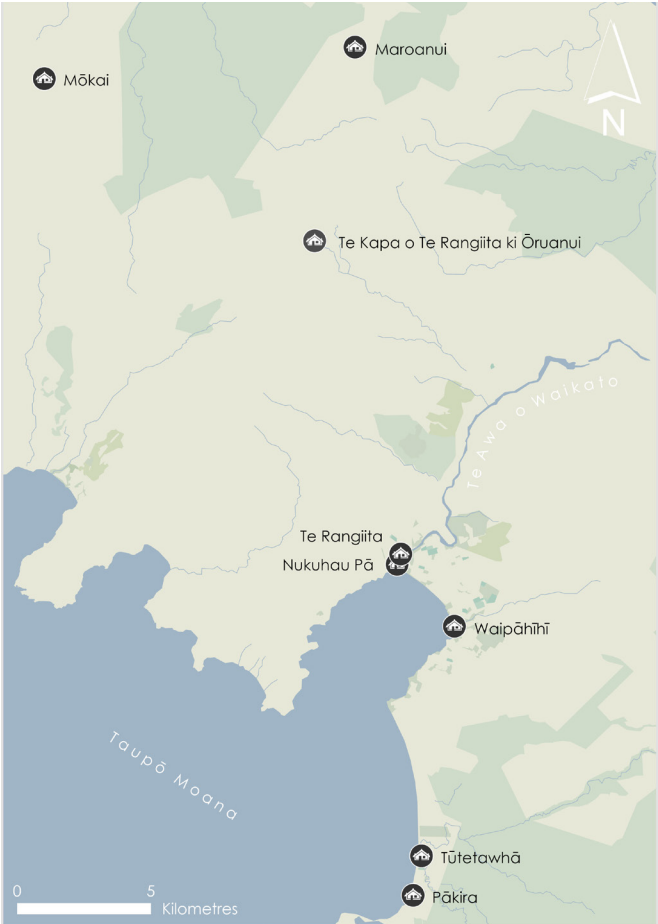 Maroanui
Mōkai
N
Te Kapa o Te Rangiita ki Ōruanui
Te Awa o Waikato
Te Rangiita
Nukuhau Pā
Waipāhīhī
Taupō Moana
Tūtetawhā
Pākira
0 5
Kilometres